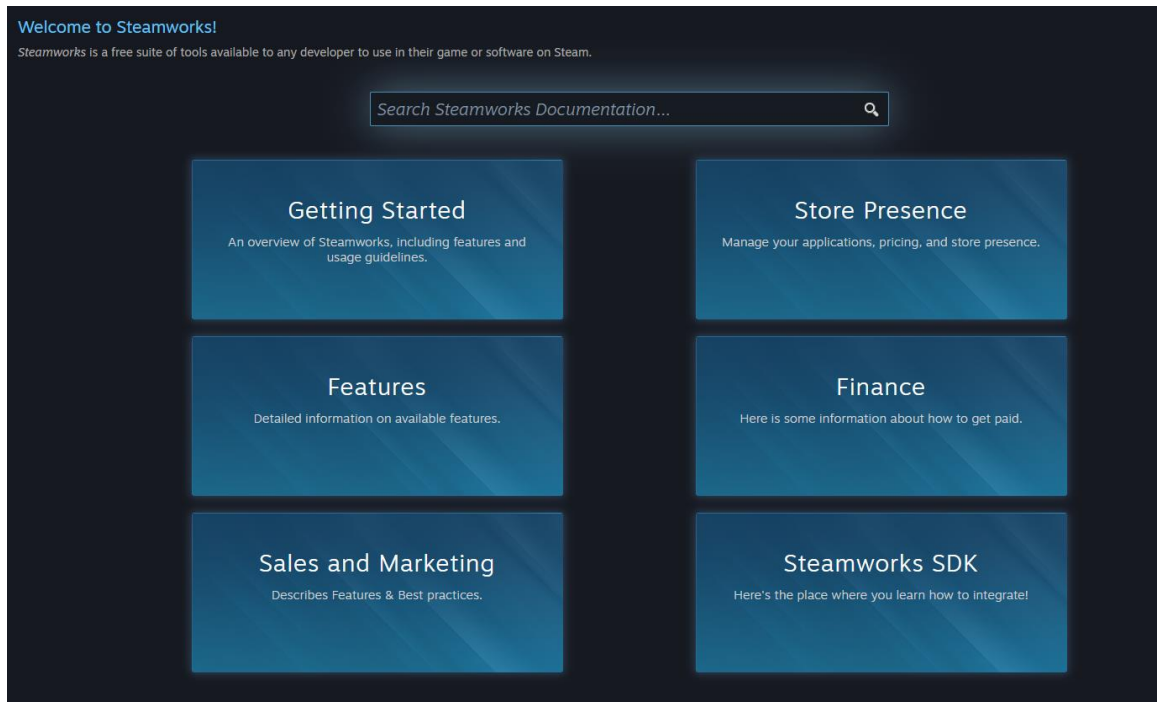 Welcome to Steamworks!
Steamworks is a free suite of tools available to any developer to use in their game or software on Steam.
Search Steamworks Documentation...
Getting Started
An overview of Steamworks, including features and
usage guidelines.
Store Presence
Manage your applications, pricing, and store presence.
Features
Detailed information on available features.
Finance
Here is some information about how to get paid.
Sales and Marketing
Describes Features & Best practices.
Steamworks SDK
Here's the place where you learn how to integrate!